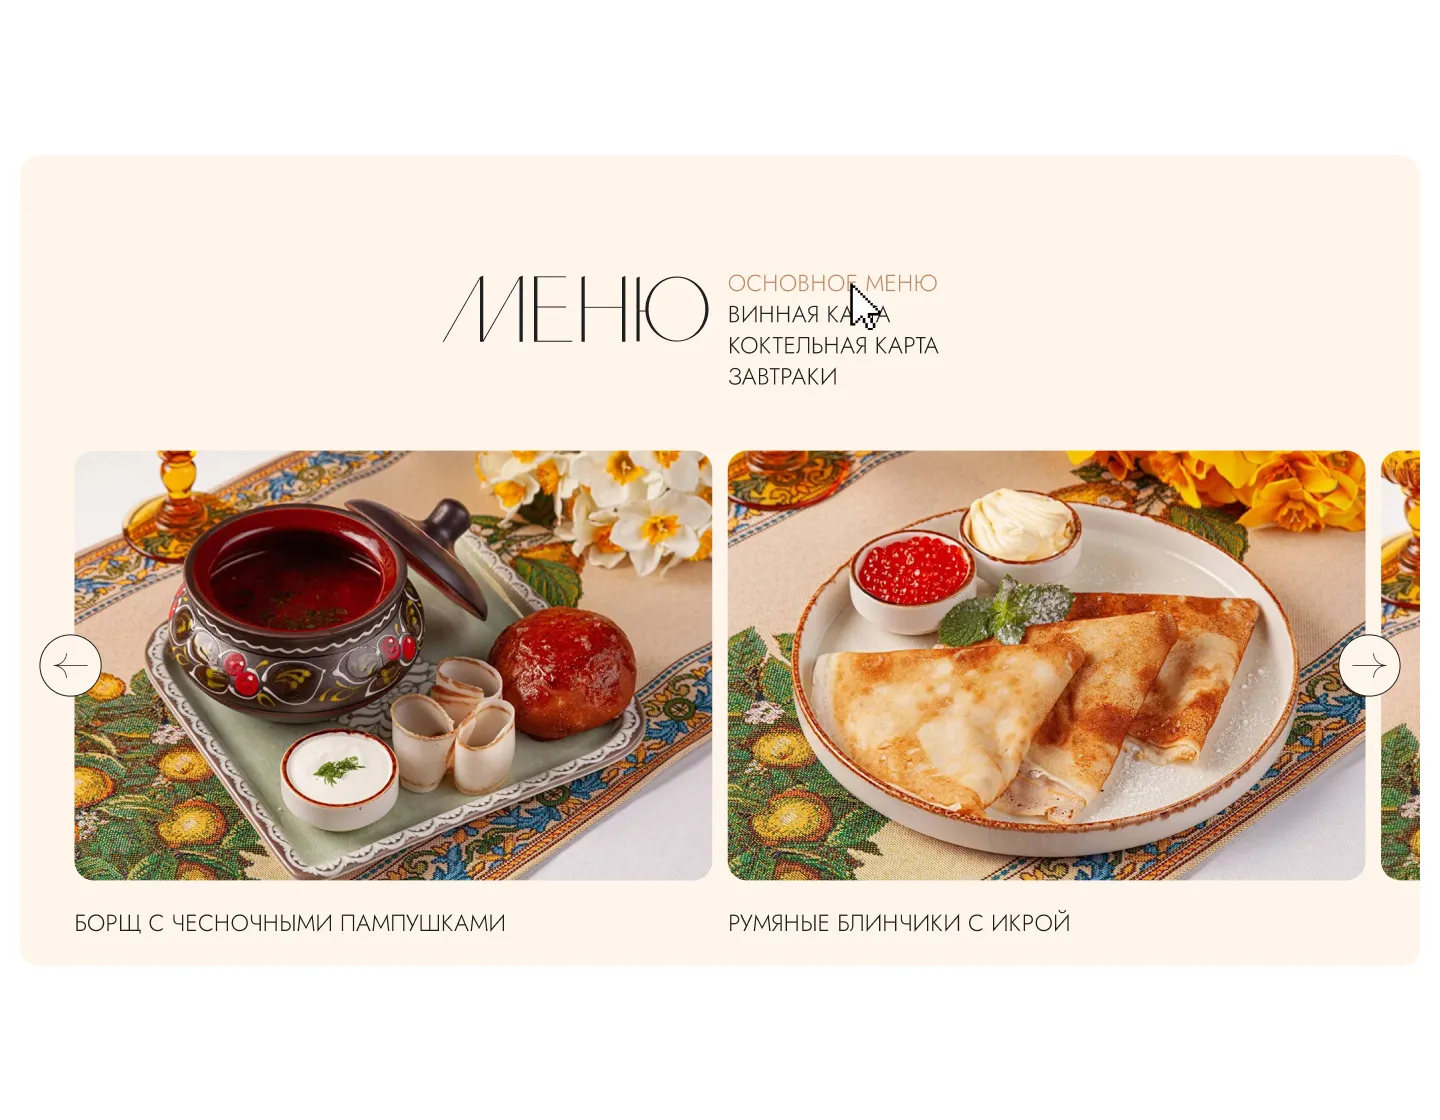 МЕНЮ
ОСНОВНОЕ МЕНЮ
ВИННАЯ КАРТА
КОКТЕЛЬНАЯ КАРТА
ЗАВТРАКИ
БОРЩ С ЧЕСНОЧНЫМИ ПАМПУШКАМИ
РУМЯНЫЕ БЛИНЧИКИ С ИКРОЙ